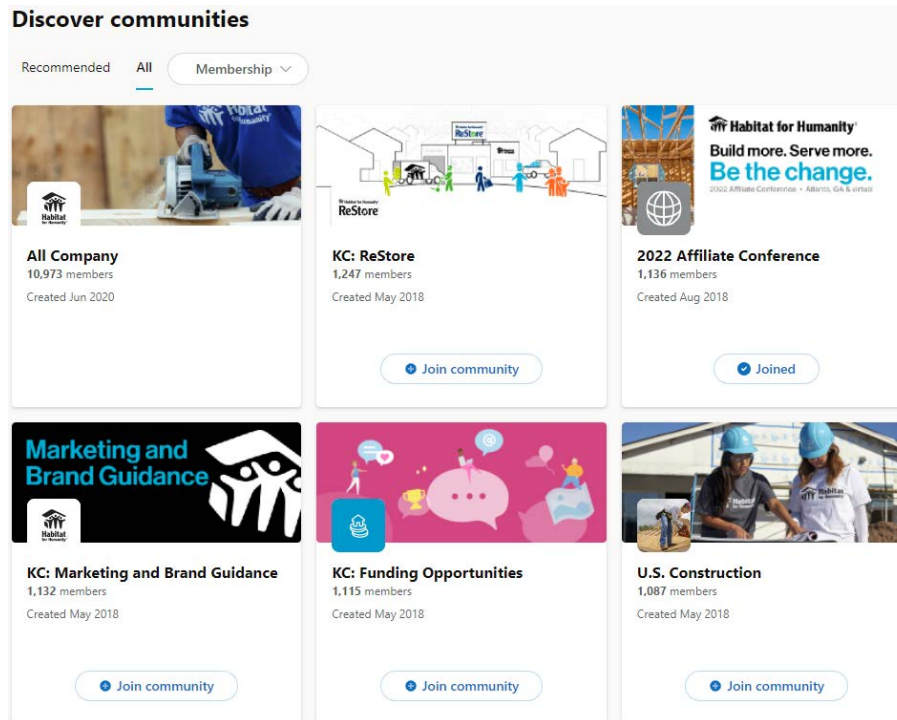 Discover communities
Recommended All Membership
Habitat
for Humanity
Habitat
for Humanity
All Company
10,973 members
Created Jun 2020
ReStore
ReStore
KC: ReStore
1,247 members
Created May 2018
Join community
Habitat for Humanity
Build more. Serve more.
Be the change.
2022 Affiliate Conference • Atlanta, GA & virtual
2022 Affiliate Conference
1,136 members
Created Aug 2018
Joined
Marketing and
Brand Guidance
Habitat
for Humanity
KC: Marketing and Brand Guidance
1,132 members
Created May 2018
Join community
KC: Funding Opportunities
1,115 members
Created May 2018
Join community
Habitat
U.S. Construction
1,087 members
Created May 2018
Join community